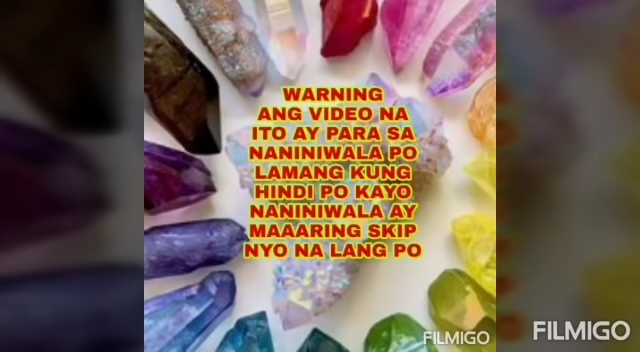 WARNING
ANG VIDEO NA
ITO AY PARA SA
NANINIWALA PO
LAMANG KUNG
HINDI PO KAYO
NANINIWALA AY
MAAARING SKIP
NYO NA LANG PO
FILMIGO
FILMIGO